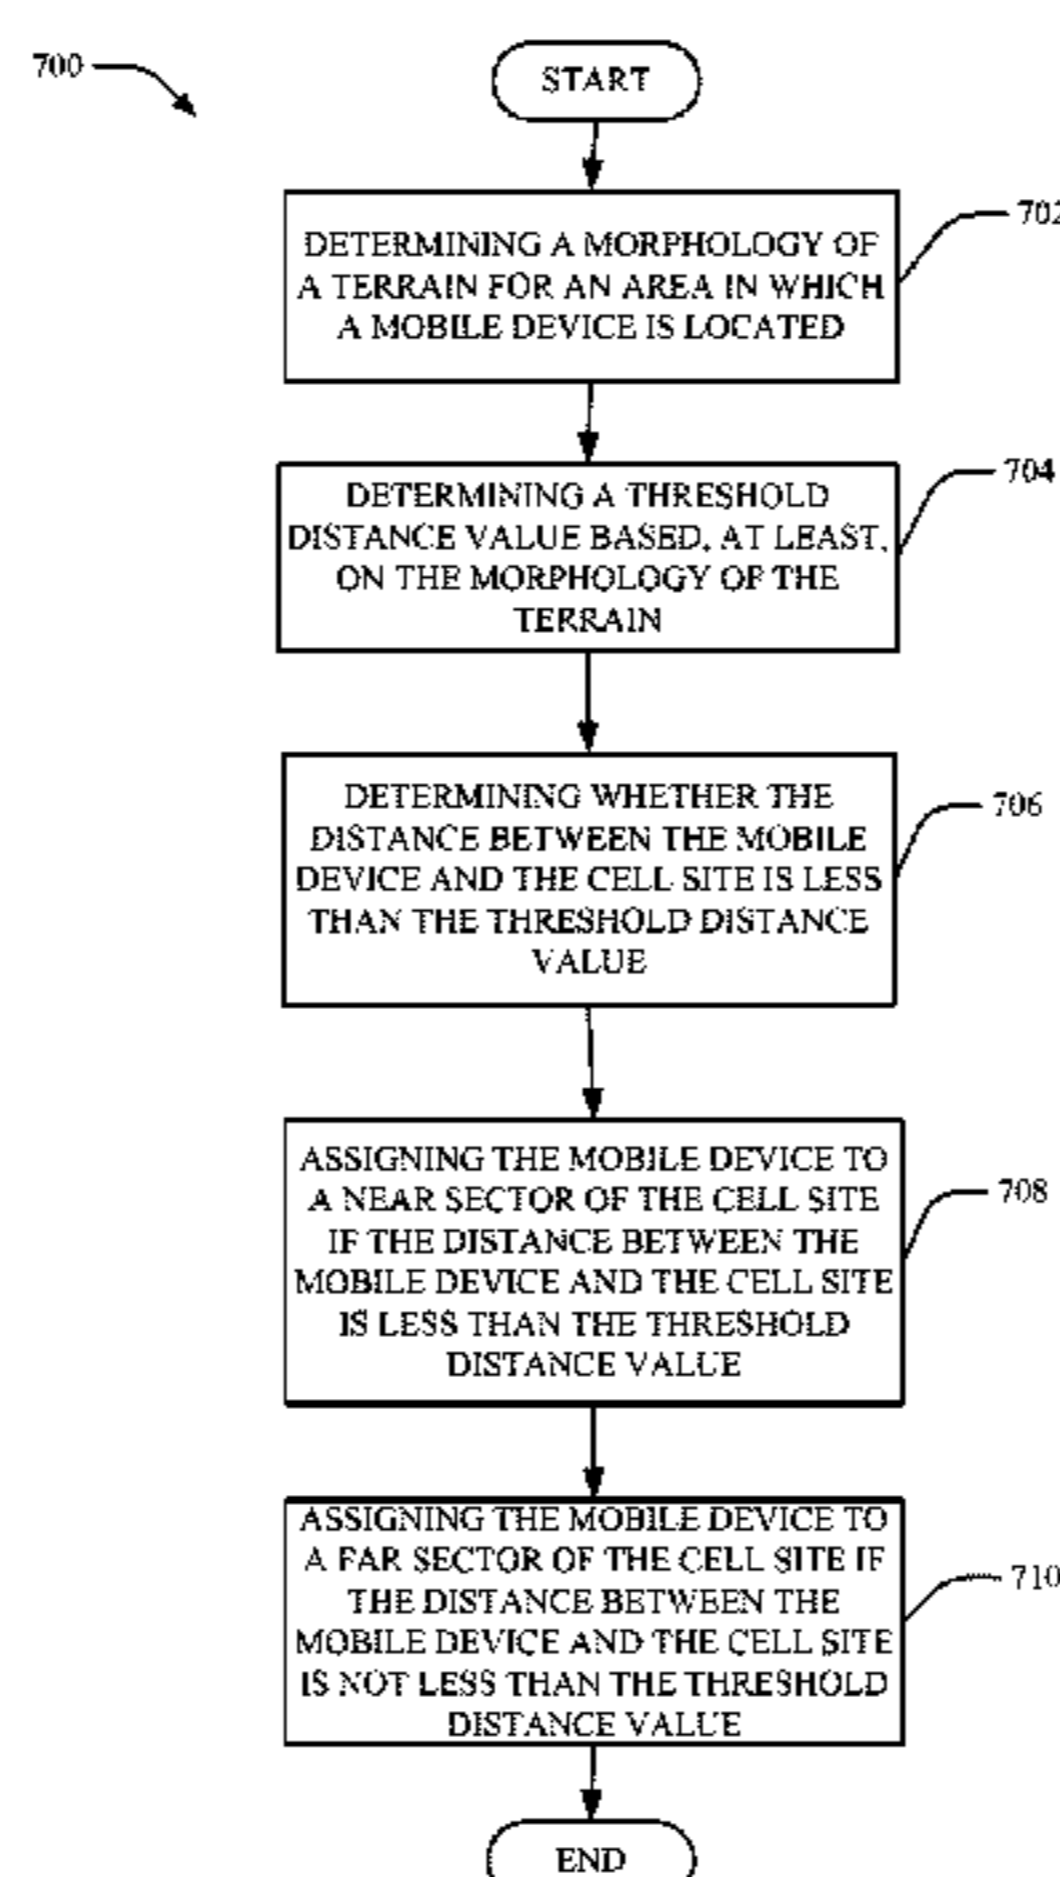 700
START
702
DETERMINING A MORPHOLOGY OF
A TERRAIN FOR AN AREA IN WHICH
A MOBILE DEVICE IS LOCATED
704
DETERMINING A THRESHOLD
DISTANCE VALUE BASED, AT LEAST,
ON THE MORPHOLOGY OF THE
TERRAIN
706
DETERMINING WHETHER THE
DISTANCE BETWEEN THE MOBILE
DEVICE AND THE CELL SITE IS LESS
THAN THE THRESHOLD DISTANCE
VALUE
708
ASSIGNING THE MOBILE DEVICE TO
A NEAR SECTOR OF THE CELL SITE
IF THE DISTANCE BETWEEN THE
MOBILE DEVICE AND THE CELL SITE
IS LESS THAN THE THRESHOLD
DISTANCE VALUE
710
ASSIGNING THE MOBILE DEVICE TO
A FAR SECTOR OF THE CELL SITE IF
THE DISTANCE BETWEEN THE
MOBILE DEVICE AND THE CELL SITE
IS NOT LESS THAN THE THRESHOLD
DISTANCE VALUE
END